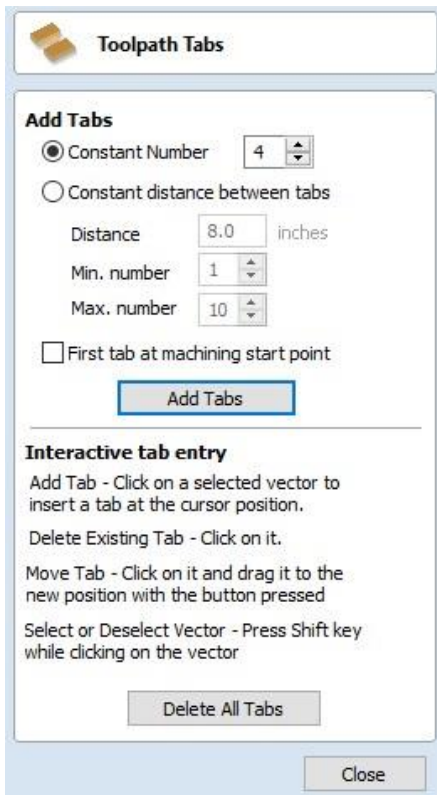 Toolpath Tabs
Add Tabs
Constant Number 4
Constant distance between tabs
Distance 8.0 inches
Min. number 1
Max. number 10
First tab at machining start point
Add Tabs
Interactive tab entry
Add Tab - Click on a selected vector to
insert a tab at the cursor position.
Delete Existing Tab - Click on it.
Move Tab - Click on it and drag it to the
new position with the button pressed
Select or Deselect Vector - Press Shift key
while clicking on the vector
Delete All Tabs
Close